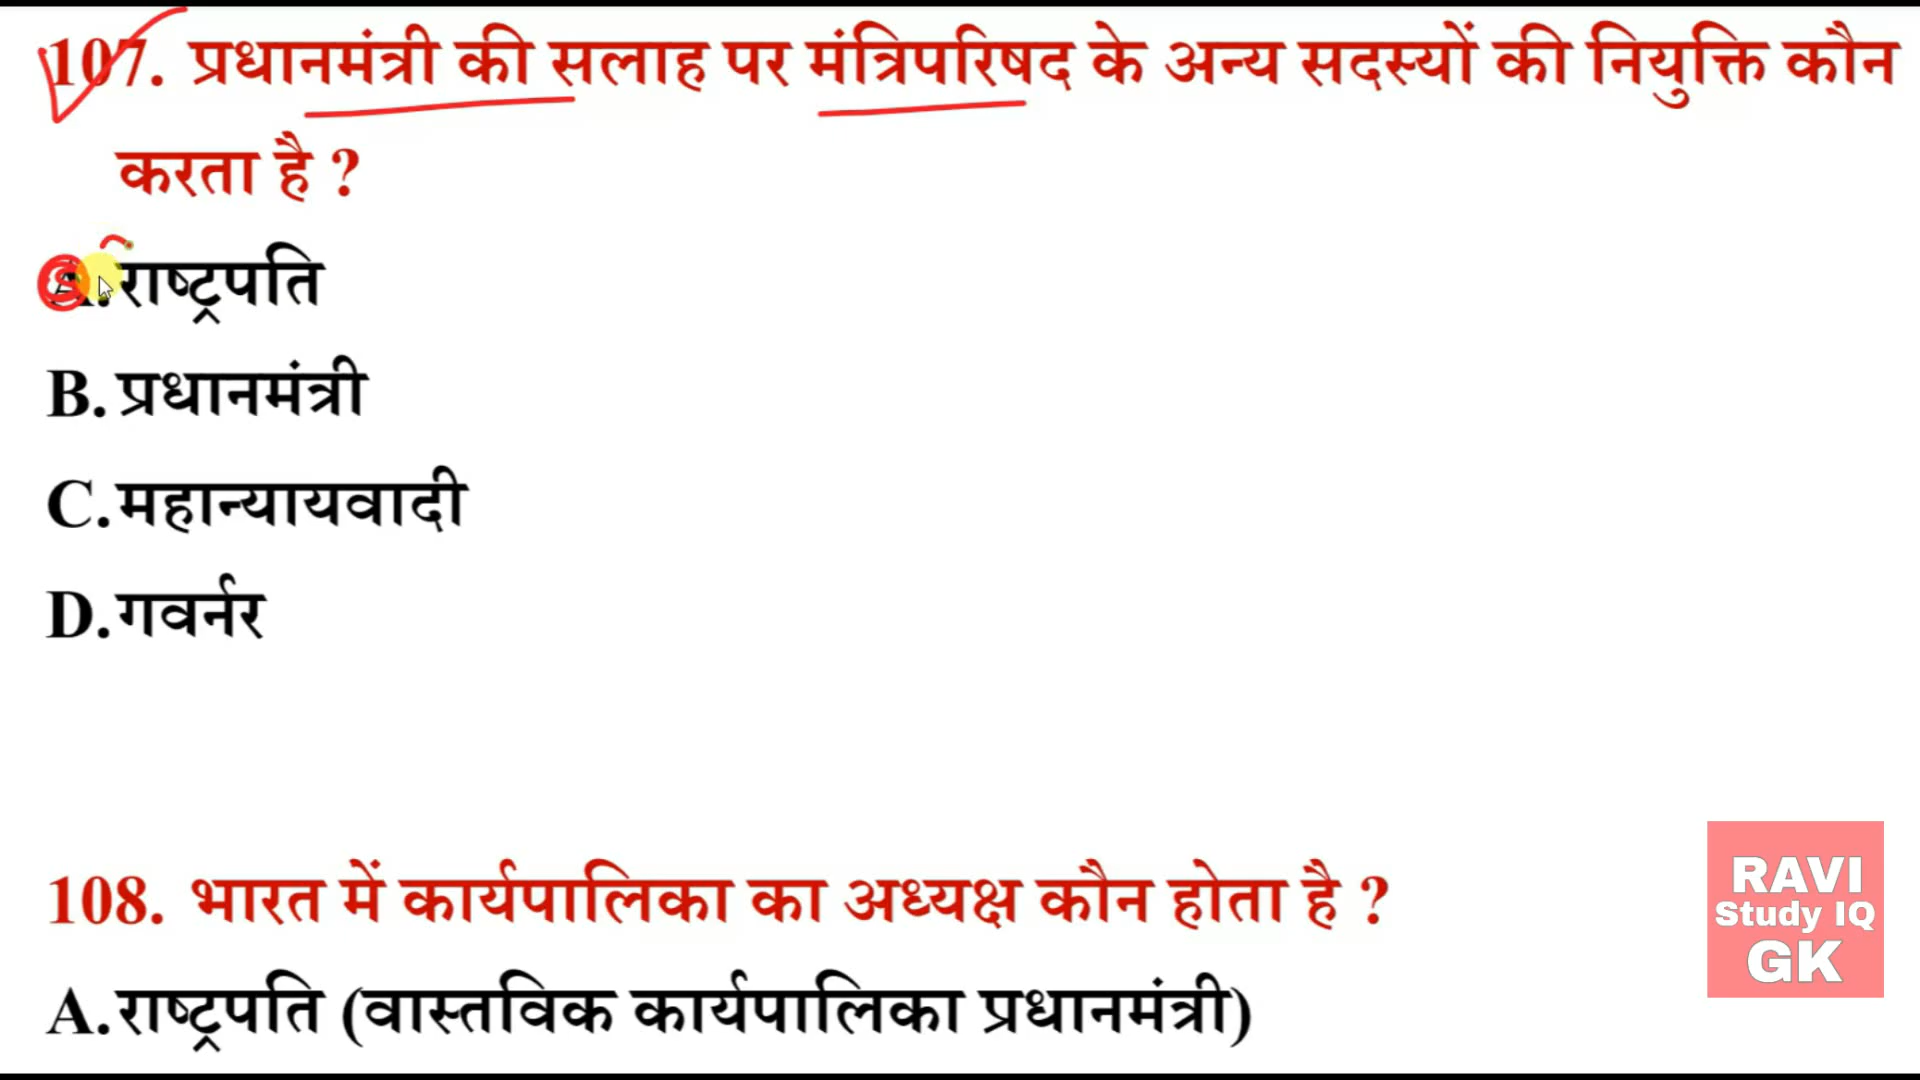 107. प्रधानमंत्री की सलाह पर मंत्रिपरिषद के अन्य सदस्यों की नियुक्ति कौन
करता है ?
A.राष्ट्रपति
B. प्रधानमंत्री
C.महान्यायवादी
D.गवर्नर
108. भारत में कार्यपालिका का अध्यक्ष कौन होता है ?
A.राष्ट्रपति (वास्तविक कार्यपालिका प्रधानमंत्री)
RAVI
Study IQ
GK